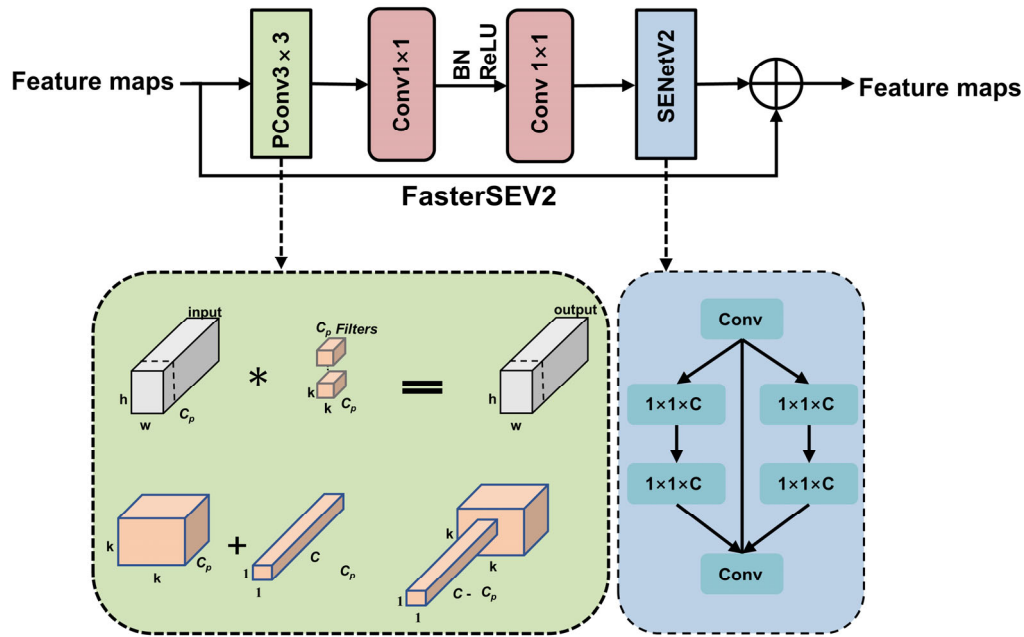 Feature maps
PConv3 × 3
Conv1×1
BN
ReLU
Conv 1×1
SENetV2
Feature maps
FasterSEV2
input
h
w
Cp
*
Cp Filters
k
k
Cp
=
output
h
w
k
k
Cp
+
1
1
C
Cp
k
k
1
1
C - Cp
Conv
1×1×C
1×1×C
1×1×C
1×1×C
Conv